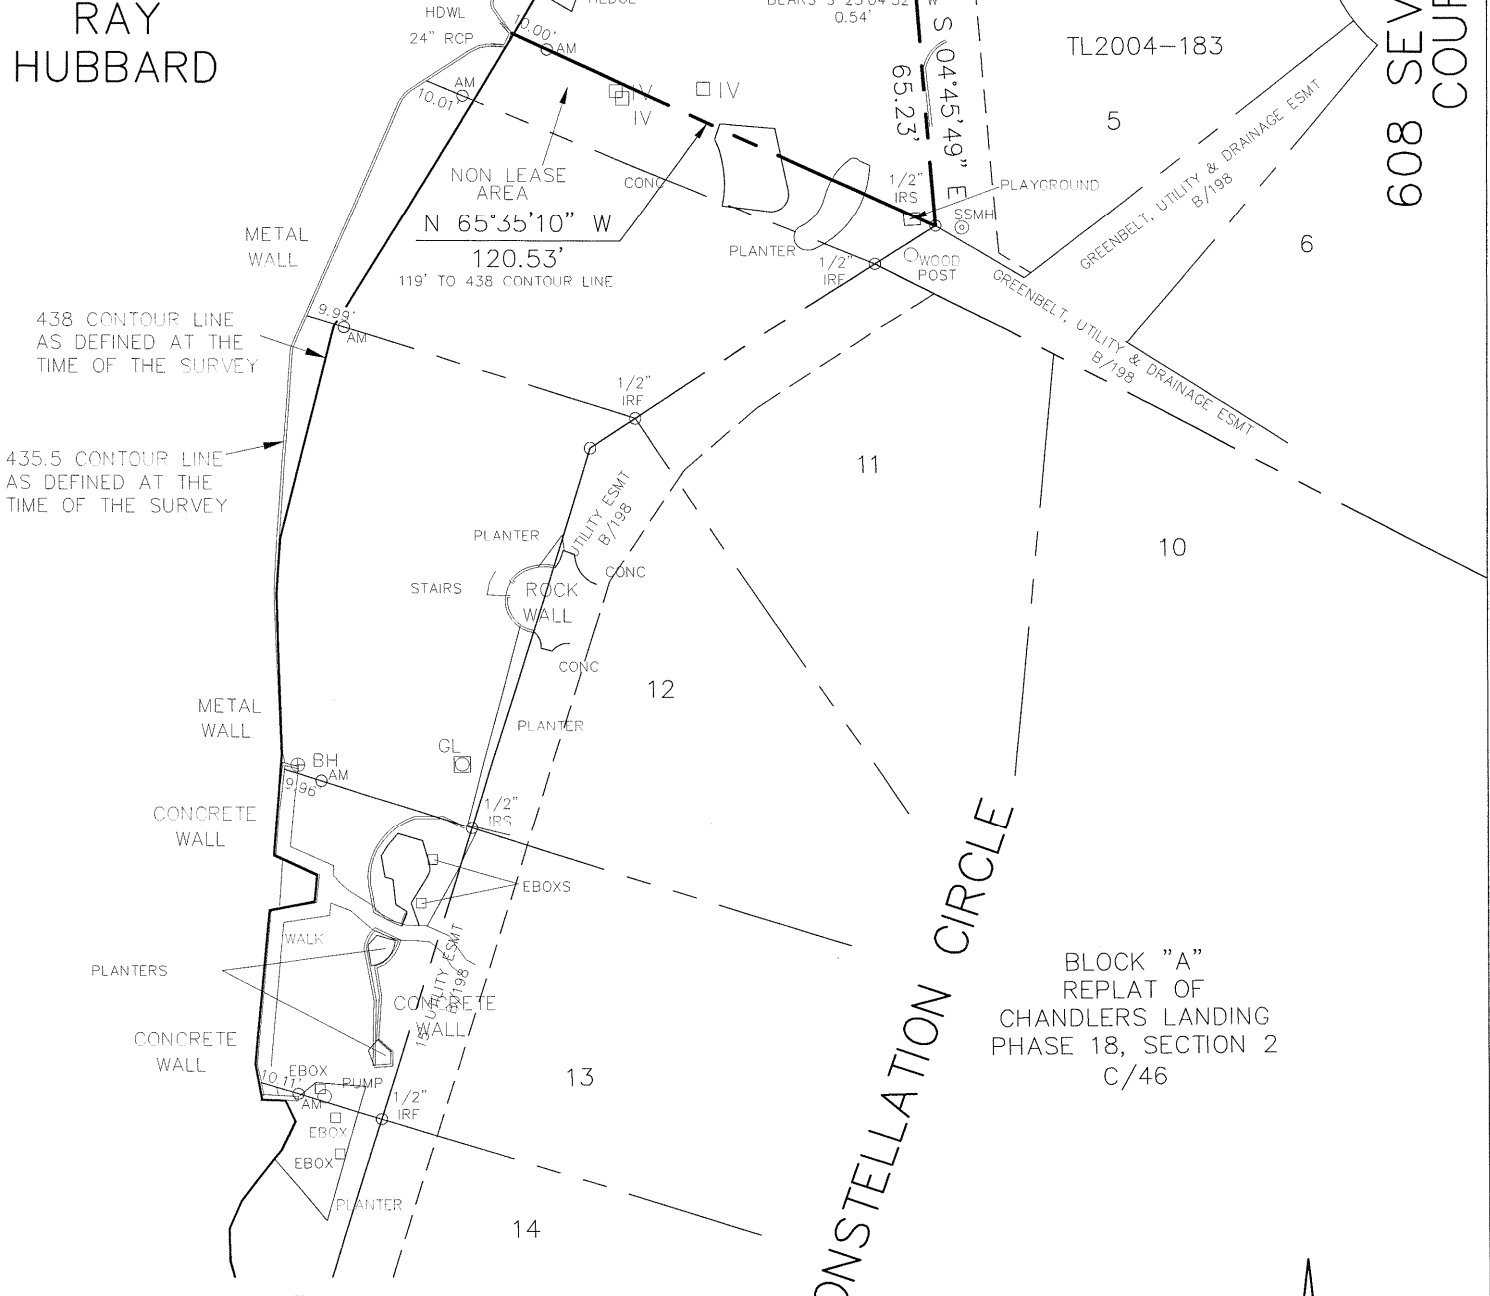 RAY
HUBBARD
HDWL
24" RCP
HEDGE
BEARS S 25°04'32" W
0.54'
10.00'
AM
AM
10.01'
IV
IV
IV
NON LEASE
AREA
N 65°35'10" W
120.53'
119' TO 438 CONTOUR LINE
CONC
S 04°45'49" E
65.23'
TL2004-183
5
608 SEV
COUR
1/2"
IRS
PLAYGROUND
SSMH
GREENBELT, UTILITY & DRAINAGE ESMT
B/198
6
PLANTER
1/2"
IRF
WOOD
POST
GREENBELT, UTILITY & DRAINAGE ESMT
B/198
METAL
WALL
9.99'
AM
438 CONTOUR LINE
AS DEFINED AT THE
TIME OF THE SURVEY
1/2"
IRF
435.5 CONTOUR LINE
AS DEFINED AT THE
TIME OF THE SURVEY
11
10
UTILITY ESMT
B/198
PLANTER
CONC
STAIRS
ROCK
WALL
CONC
12
METAL
WALL
PLANTER
GL
BH
AM
9.96'
1/2"
IRS
CONCRETE
WALL
EBOXS
WALK
PLANTERS
15' UTILITY ESMT
B/198
CONCRETE
WALL
CONSTELLATION CIRCLE
BLOCK "A"
REPLAT OF
CHANDLERS LANDING
PHASE 18, SECTION 2
C/46
CONCRETE
WALL
10.11'
EBOX
PUMP
AM
1/2"
IRF
13
EBOX
EBOX
PLANTER
14